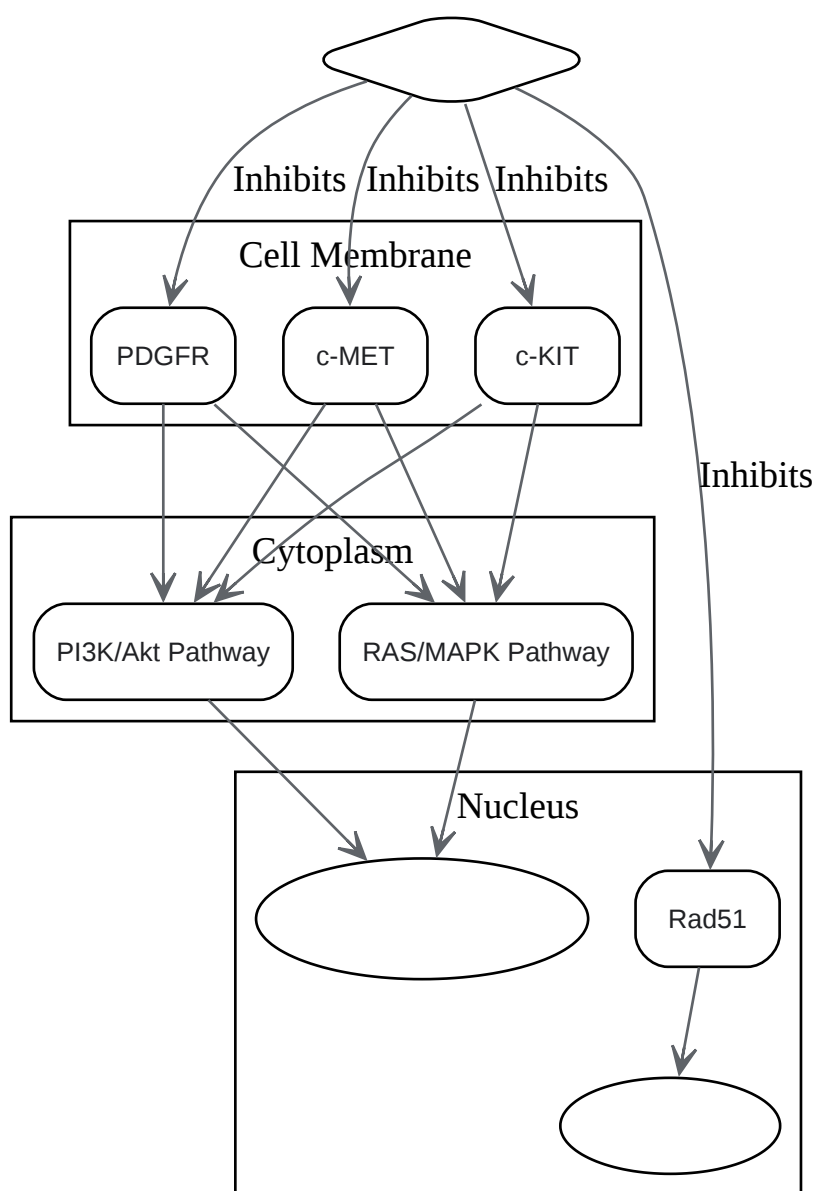 Inhibits Inhibits Inhibits
Cell Membrane
PDGFR c-MET c-KIT
Inhibits
Cytoplasm
PI3K/Akt Pathway RAS/MAPK Pathway
Nucleus
Rad51